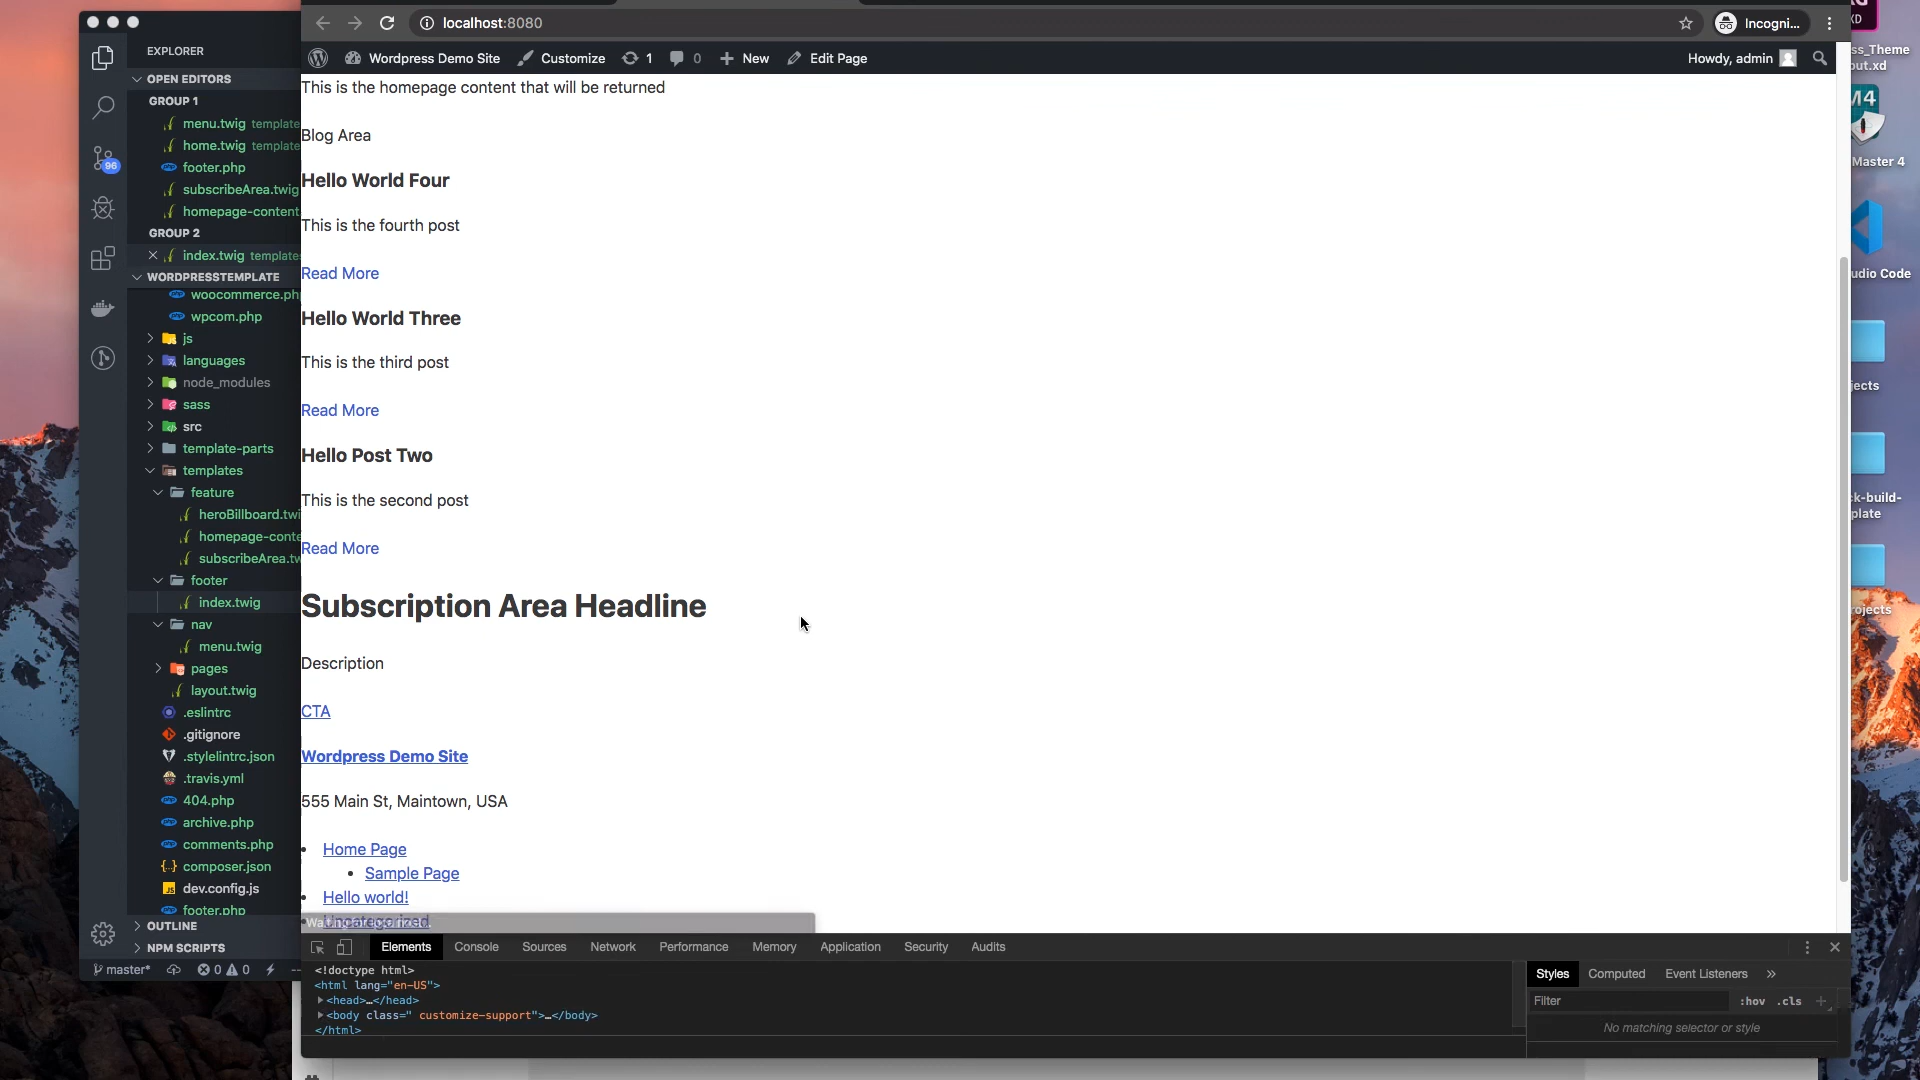 EXPLORER
OPEN EDITORS
GROUP 1
menu.twig template
home.twig template
footer.php
subscribeArea.twig
homepage-content
GROUP 2
index.twig template
WORDPRESSTEMPLATE
woocommerce.ph
wpcom.php
js
languages
node_modules
sass
src
template-parts
templates
feature
heroBillboard.twi
homepage-conte
subscribeArea.tw
footer
index.twig
nav
menu.twig
pages
layout.twig
.eslintrc
.gitignore
.stylelintrc.json
.travis.yml
404.php
archive.php
comments.php
composer.json
dev.config.js
footer.php
OUTLINE
NPM SCRIPTS
96
master*
0 0
localhost:8080
Incogni...
Wordpress Demo Site
Customize
1
0
New
Edit Page
Howdy, admin
This is the homepage content that will be returned
Blog Area
Hello World Four
This is the fourth post
Read More
Hello World Three
This is the third post
Read More
Hello Post Two
This is the second post
Read More
Subscription Area Headline
Description
CTA
Wordpress Demo Site
555 Main St, Maintown, USA
Home Page
Sample Page
Hello world!
Uncategorized
Elements
Console
Sources
Network
Performance
Memory
Application
Security
Audits
<!doctype html>
<html lang="en-US">
<head>…</head>
<body class=" customize-support">…</body>
</html>
Styles
Computed
Event Listeners
»
Filter
:hov .cls
No matching selector or style
XD
ss_Theme
out.xd
M4
Master 4
udio Code
jects
ck-build-
plate
rojects